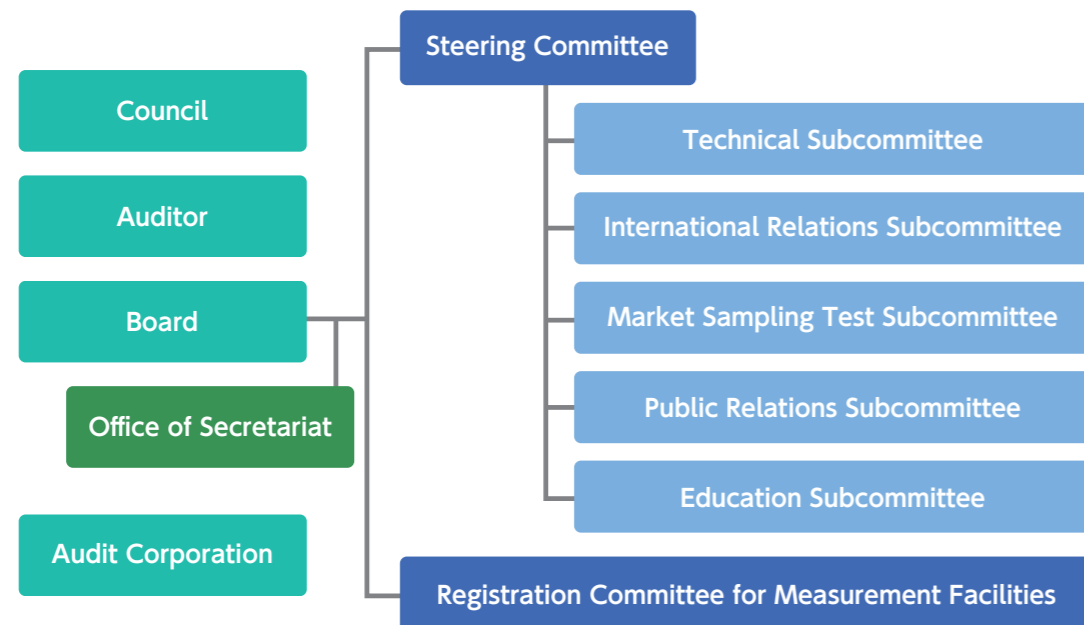 Council
Auditor
Board
Office of Secretariat
Audit Corporation
Steering Committee
Technical Subcommittee
International Relations Subcommittee
Market Sampling Test Subcommittee
Public Relations Subcommittee
Education Subcommittee
Registration Committee for Measurement Facilities